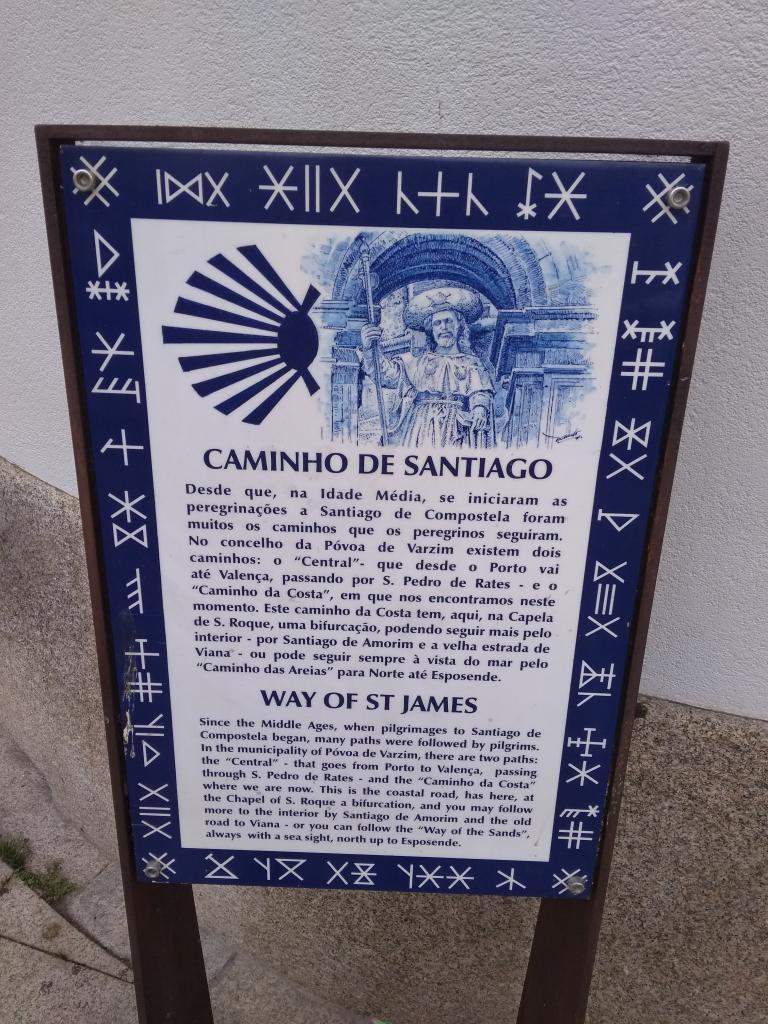 CAMINHO DE SANTIAGO
Desde que, na Idade Média, se iniciaram as
peregrinações a Santiago de Compostela foram
muitos os caminhos que os peregrinos seguiram.
No concelho da Póvoa de Varzim existem dois
caminhos: o “Central”- que desde o Porto vai
até Valença, passando por S. Pedro de Rates - e o
“Caminho da Costa”, em que nos encontramos neste
momento. Este caminho da Costa tem, aqui, na Capela
de S. Roque, uma bifurcação, podendo seguir mais pelo
interior - por Santiago de Amorim e a velha estrada de
Viana - ou pode seguir sempre à vista do mar pelo
“Caminho das Areias” para Norte até Esposende.
WAY OF ST JAMES
Since the Middle Ages, when pilgrimages to Santiago de
Compostela began, many paths were followed by pilgrims.
In the municipality of Póvoa de Varzim, there are two paths:
the “Central” - that goes from Porto to Valença, passing
through S. Pedro de Rates - and the “Caminho da Costa”
where we are now. This is the coastal road, has here, at
the Chapel of S. Roque a bifurcation, and you may follow
more to the interior by Santiago de Amorim and the old
road to Viana - or you can follow the “Way of the Sands”,
always with a sea sight, north up to Esposende.